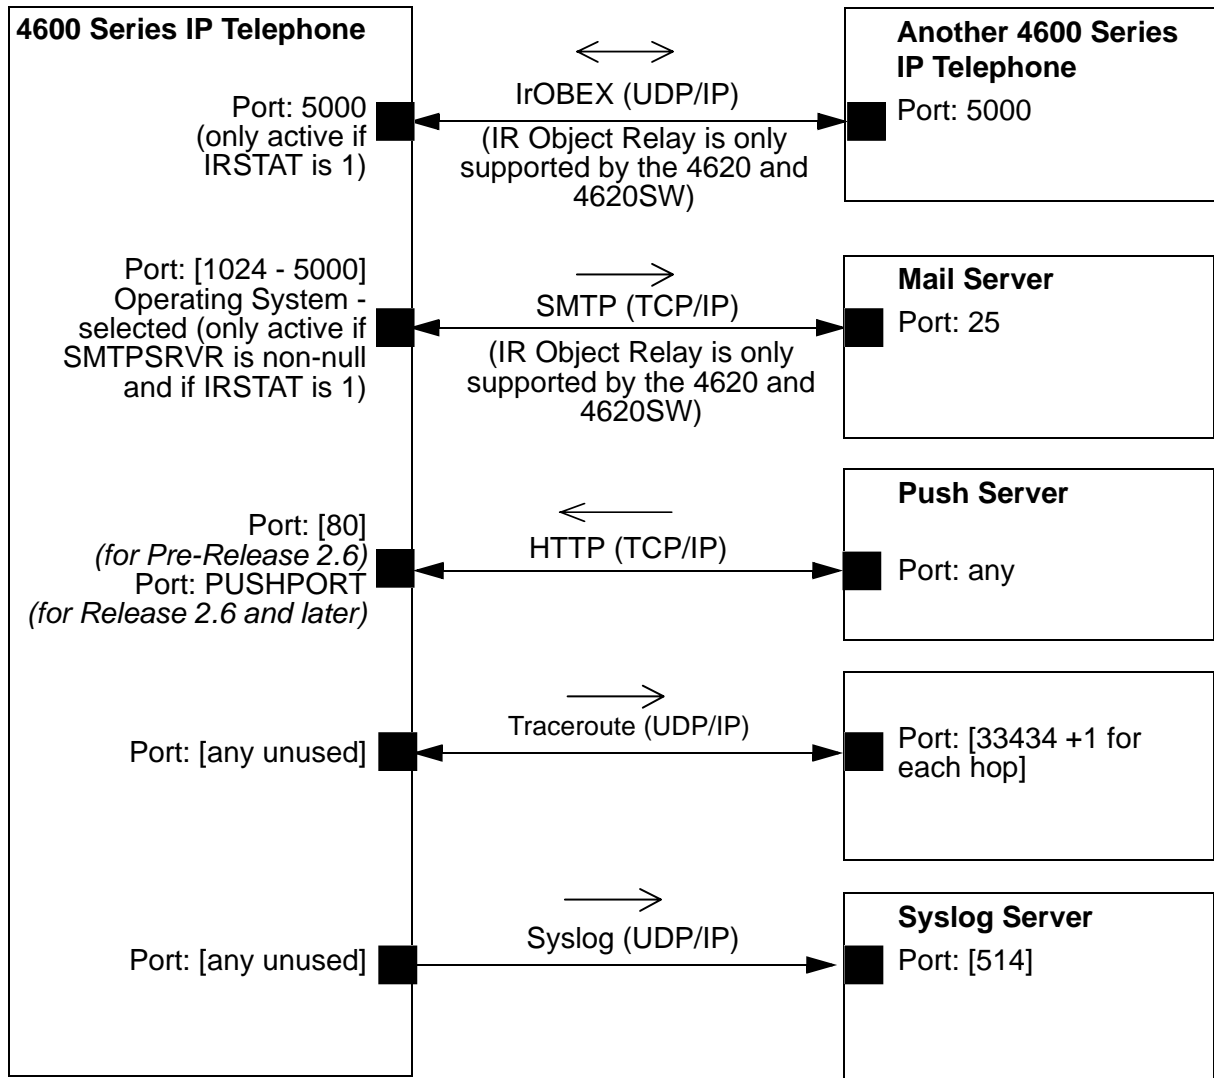 4600 Series IP Telephone
Another 4600 Series
IP Telephone
Port: 5000
(only active if
IRSTAT is 1)
IrOBEX (UDP/IP)
(IR Object Relay is only
supported by the 4620 and
4620SW)
Port: 5000
Port: [1024 - 5000]
Operating System -
selected (only active if
SMTPSRVR is non-null
and if IRSTAT is 1)
SMTP (TCP/IP)
(IR Object Relay is only
supported by the 4620 and
4620SW)
Mail Server
Port: 25
Port: [80]
(for Pre-Release 2.6)
Port: PUSHPORT
(for Release 2.6 and later)
HTTP (TCP/IP)
Push Server
Port: any
Port: [any unused]
Traceroute (UDP/IP)
Port: [33434 +1 for
each hop]
Port: [any unused]
Syslog (UDP/IP)
Syslog Server
Port: [514]